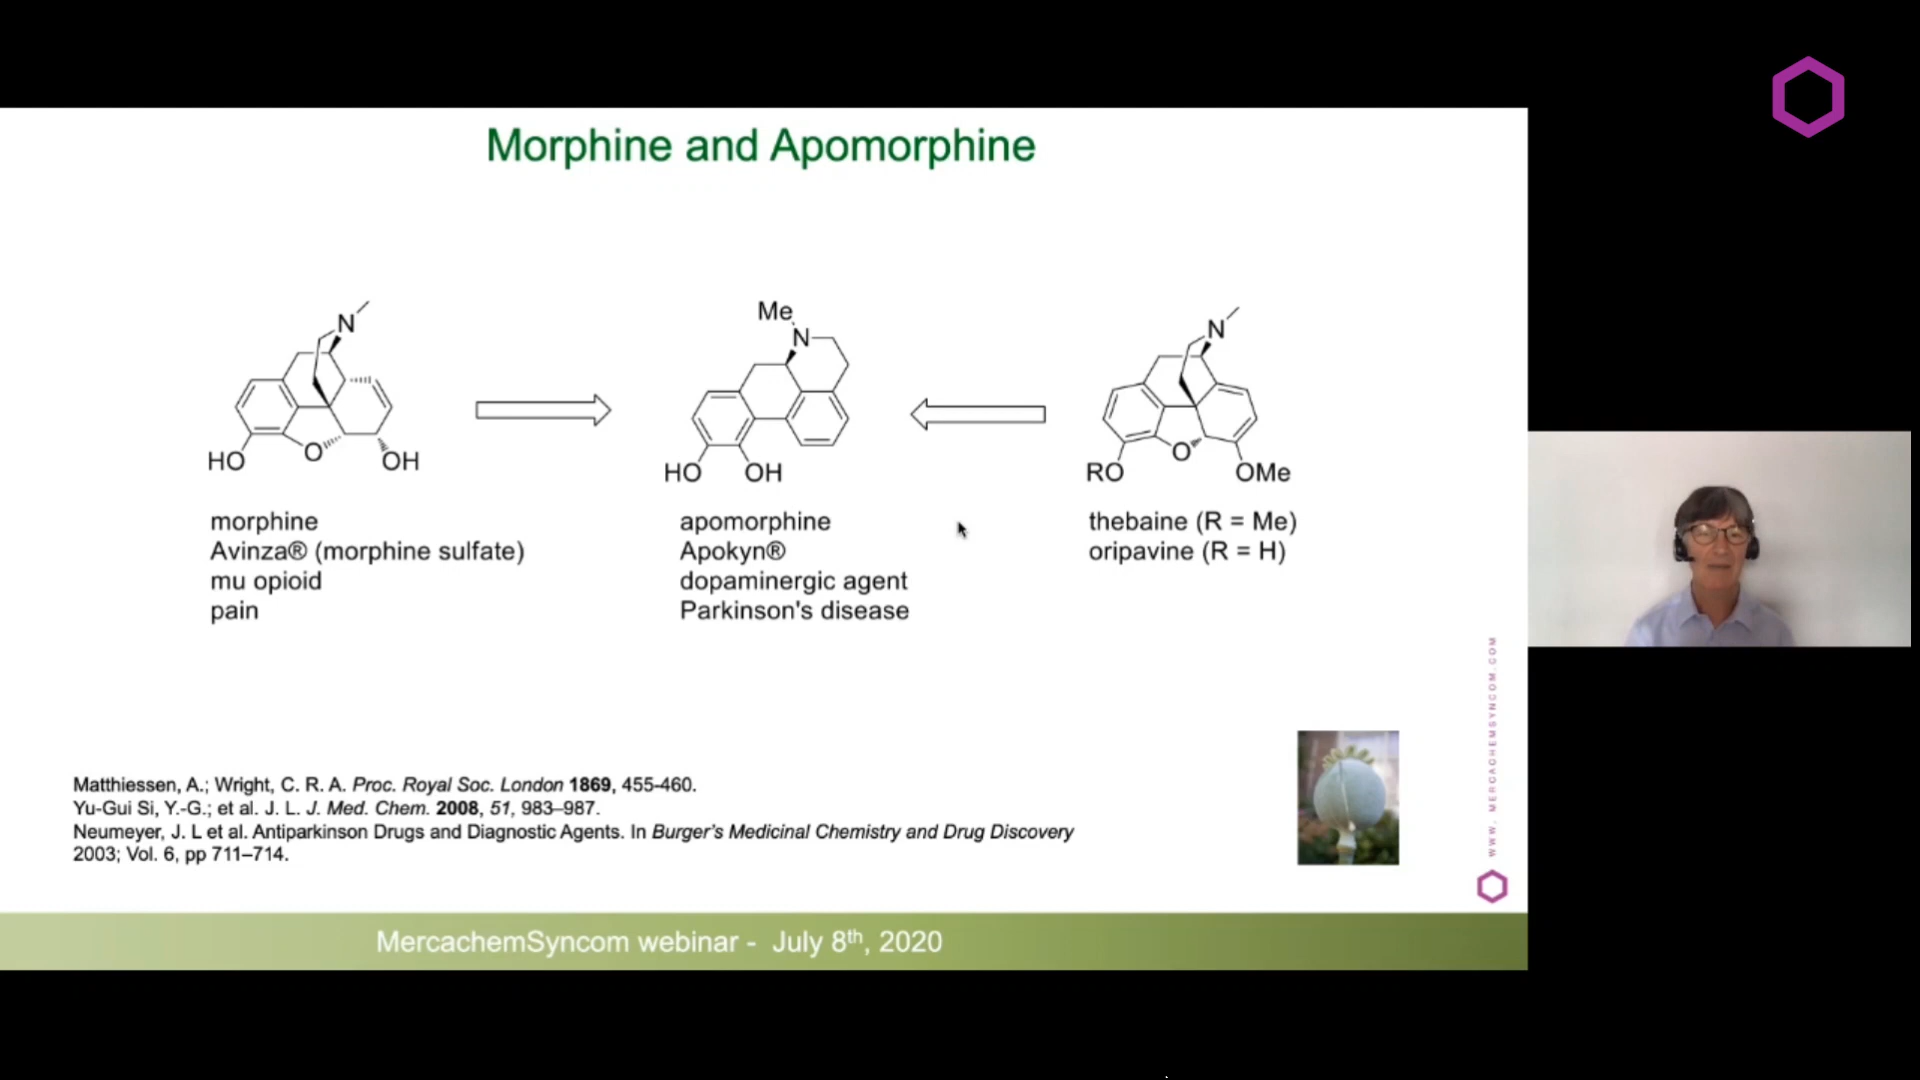 Morphine and Apomorphine
N
HO
O
OH
Me
N
HO
OH
N
RO
O
OMe
morphine
Avinza® (morphine sulfate)
mu opioid
pain
apomorphine
Apokyn®
dopaminergic agent
Parkinson's disease
thebaine (R = Me)
oripavine (R = H)
Matthiessen, A.; Wright, C. R. A. Proc. Royal Soc. London 1869, 455-460.
Yu-Gui Si, Y.-G.; et al. J. L. J. Med. Chem. 2008, 51, 983–987.
Neumeyer, J. L et al. Antiparkinson Drugs and Diagnostic Agents. In Burger's Medicinal Chemistry and Drug Discovery
2003; Vol. 6, pp 711–714.
WWW. MERCACHEMSYNCOM.COM
MercachemSyncom webinar - July 8th, 2020